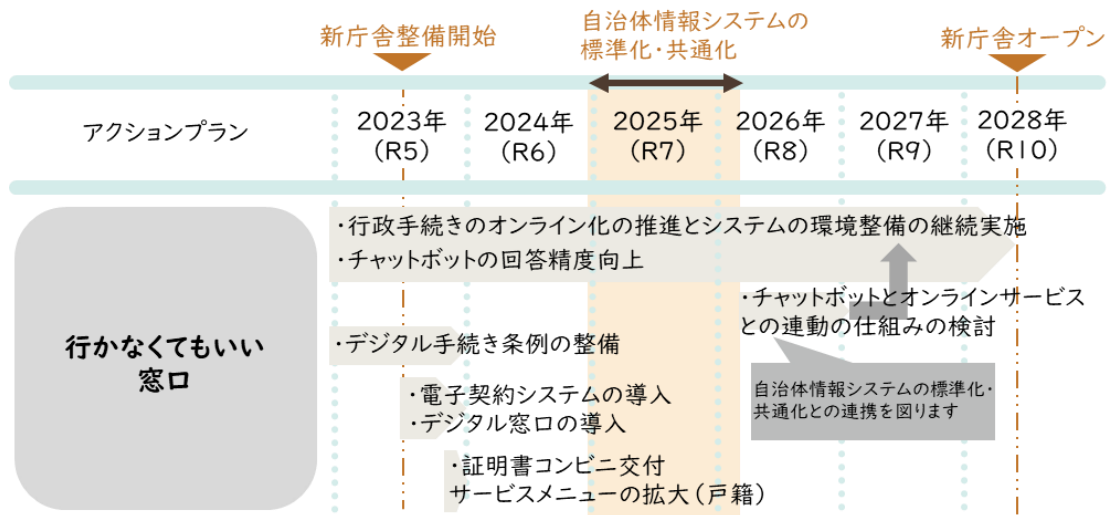 新庁舎整備開始
自治体情報システムの
標準化・共通化
新庁舎オープン
アクションプラン
2023年
(R5)
2024年
(R6)
2025年
(R7)
2026年
(R8)
2027年
(R9)
2028年
(R10)
行かなくてもいい
窓口
・行政手続きのオンライン化の推進とシステムの環境整備の継続実施
・チャットボットの回答精度向上
・チャットボットとオンラインサービス
との連動の仕組みの検討
・デジタル手続き条例の整備
自治体情報システムの標準化・
共通化との連携を図ります
・電子契約システムの導入
・デジタル窓口の導入
・証明書コンビニ交付
サービスメニューの拡大(戸籍)